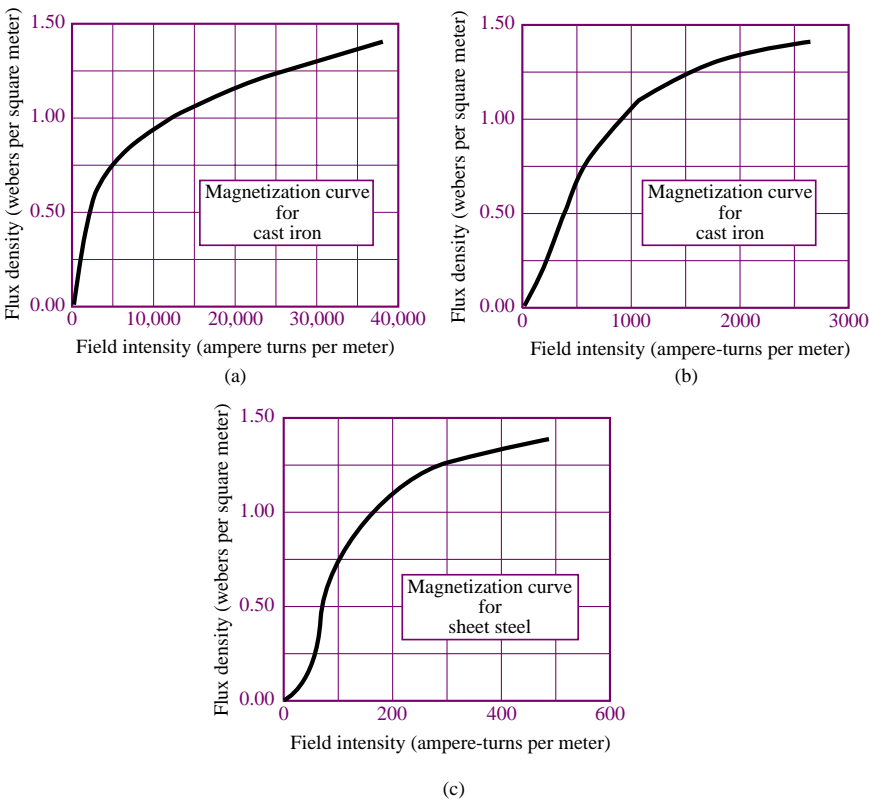 1.50
1.00
0.50
0.00
Flux density (webers per square meter)
Magnetization curve
for
cast iron
0
10,000
20,000
30,000
40,000
Field intensity (ampere turns per meter)
(a)
1.50
1.00
0.50
0.00
Flux density (webers per square meter)
Magnetization curve
for
cast iron
0
1000
2000
3000
Field intensity (ampere-turns per meter)
(b)
1.50
1.00
0.50
0.00
Flux density (webers per square meter)
Magnetization curve
for
sheet steel
0
200
400
600
Field intensity (ampere-turns per meter)
(c)